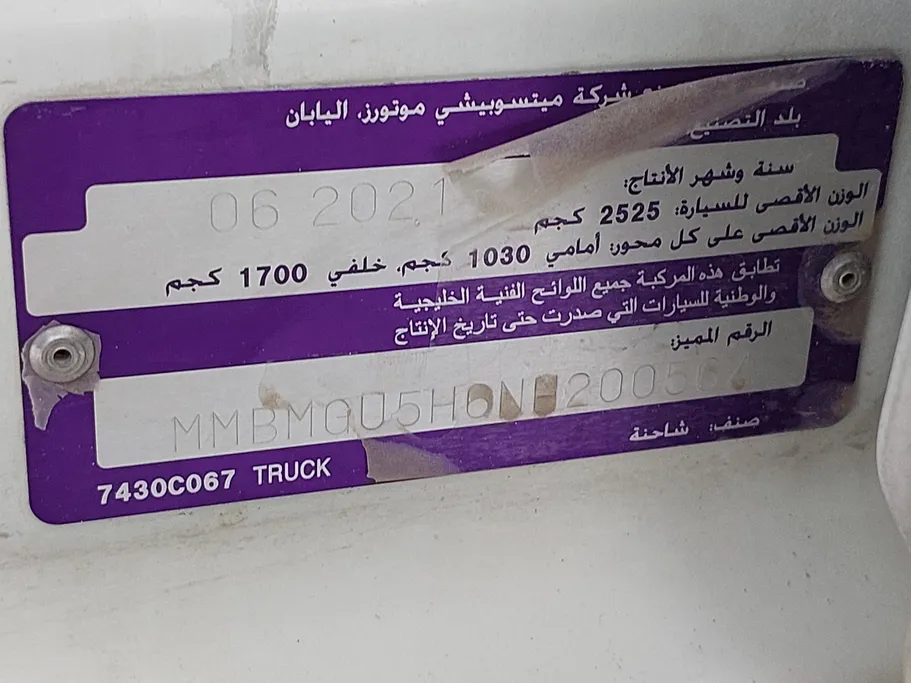 شركة ميتسوبيشي موتورز، اليابان
بلد التصنيع
سنة وشهر الأنتاج:
06 2021
الوزن الأقصى للسيارة: 2525 كجم
الوزن الأقصى على كل محور: أمامي 1030 كجم، خلفي 1700 كجم
تطابق هذه المركبة جميع اللوائح الفنية الخليجية
والوطنية للسيارات التي صدرت حتى تاريخ الإنتاج
الرقم المميز:
صنف: شاحنة
7430C067 TRUCK